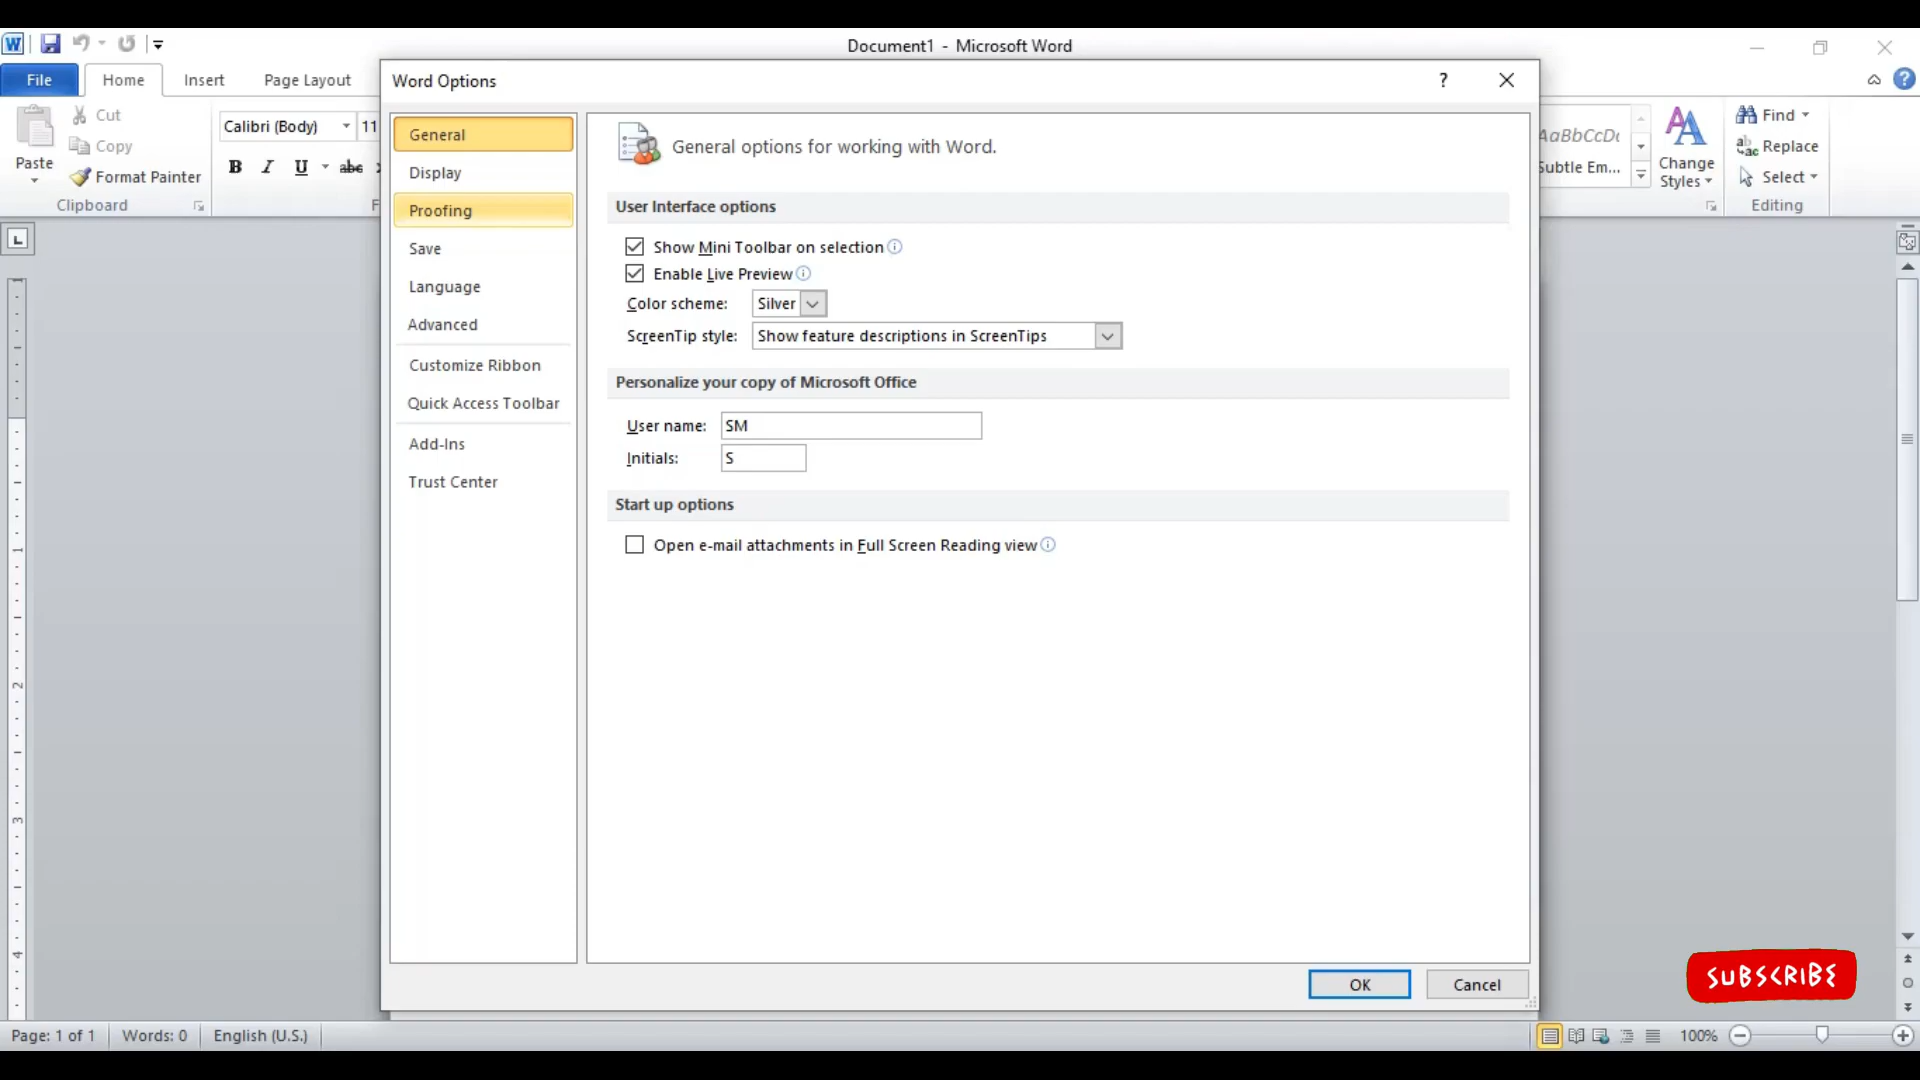 Document1 - Microsoft Word
File Home Insert Page Layout
Word Options ?
Cut
Copy
Paste
Format Painter
Clipboard
Calibri (Body) 11
B I U abc
F
General
Display
Proofing
Save
Language
Advanced
Customize Ribbon
Quick Access Toolbar
Add-Ins
Trust Center
General options for working with Word.
User Interface options
Show Mini Toolbar on selection
Enable Live Preview
Color scheme: Silver
ScreenTip style: Show feature descriptions in ScreenTips
Personalize your copy of Microsoft Office
User name: SM
Initials: S
Start up options
Open e-mail attachments in Full Screen Reading view
OK Cancel
AaBbCcDc
Subtle Em...
Change
Styles
Find
Replace
Select
Editing
1
2
3
4
SUBSCRIBE
Page: 1 of 1 Words: 0 English (U.S.) 100%